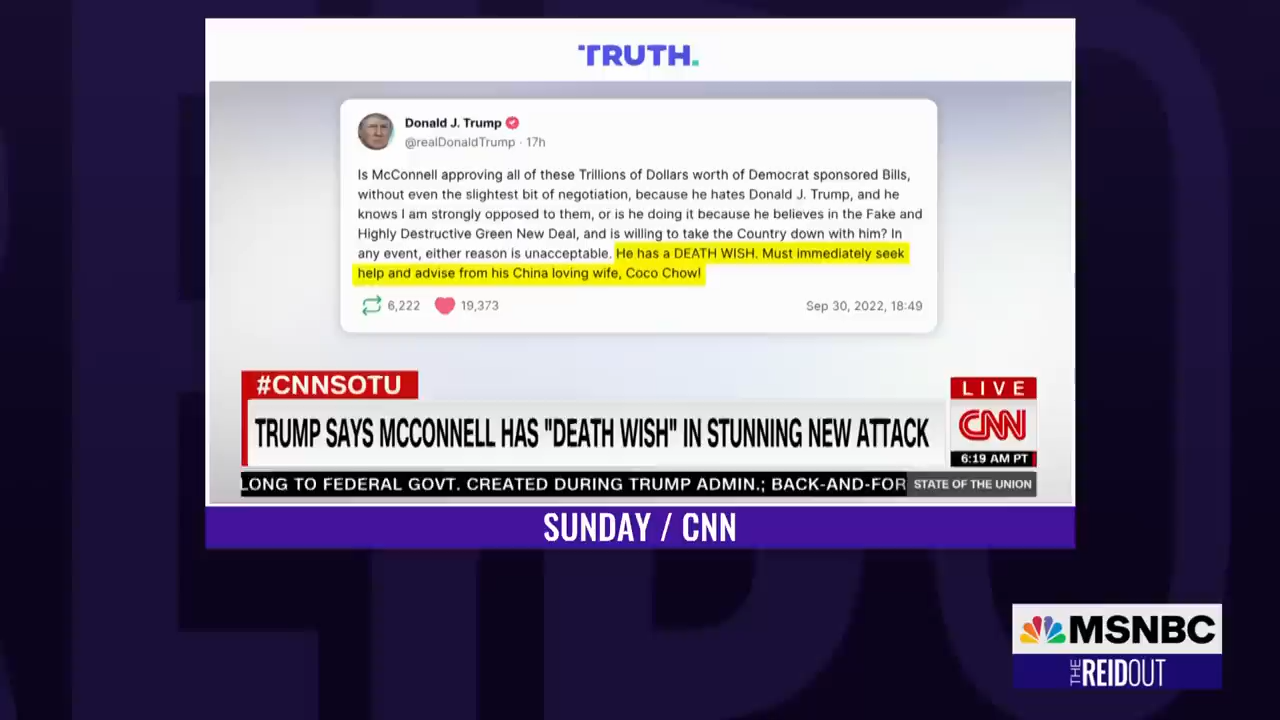 TRUTH.
Donald J. Trump
@realDonaldTrump · 17h
Is McConnell approving all of these Trillions of Dollars worth of Democrat sponsored Bills,
without even the slightest bit of negotiation, because he hates Donald J. Trump, and he
knows I am strongly opposed to them, or is he doing it because he believes in the Fake and
Highly Destructive Green New Deal, and is willing to take the Country down with him? In
any event, either reason is unacceptable. He has a DEATH WISH. Must immediately seek
help and advise from his China loving wife, Coco Chow!
6,222 19,373 Sep 30, 2022, 18:49
#CNNSOTU
TRUMP SAYS MCCONNELL HAS "DEATH WISH" IN STUNNING NEW ATTACK
LIVE
CNN
6:19 AM PT
LONG TO FEDERAL GOVT. CREATED DURING TRUMP ADMIN.; BACK-AND-FOR
STATE OF THE UNION
SUNDAY / CNN
MSNBC
THE REIDOUT